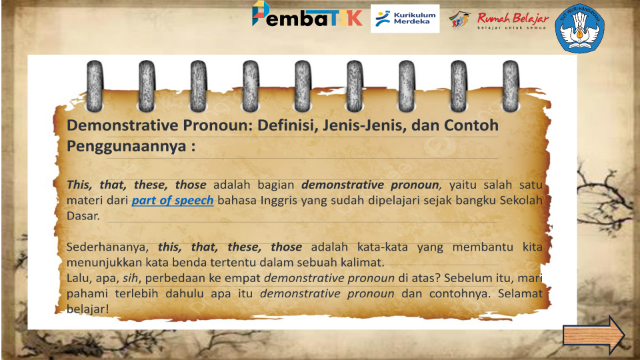 PembaTIK
Kurikulum
Merdeka
Rumah Belajar
belajar untuk semua
Demonstrative Pronoun: Definisi, Jenis-Jenis, dan Contoh
Penggunaannya :
This, that, these, those adalah bagian demonstrative pronoun, yaitu salah satu
materi dari part of speech bahasa Inggris yang sudah dipelajari sejak bangku Sekolah
Dasar.
Sederhananya, this, that, these, those adalah kata-kata yang membantu kita
menunjukkan kata benda tertentu dalam sebuah kalimat.
Lalu, apa, sih, perbedaan ke empat demonstrative pronoun di atas? Sebelum itu, mari
pahami terlebih dahulu apa itu demonstrative pronoun dan contohnya. Selamat
belajar!